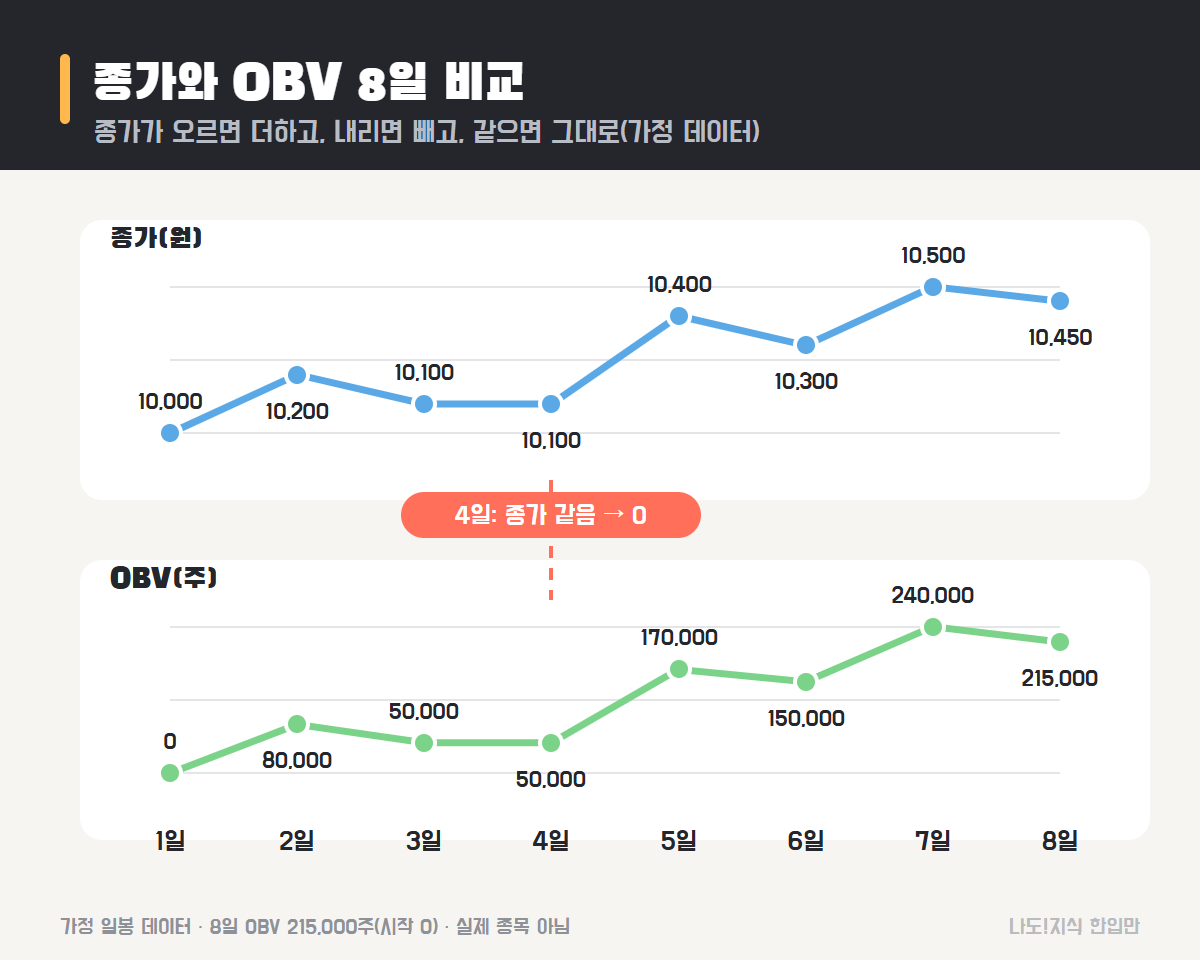 종가와 OBV 8일 비교
종가가 오르면 더하고, 내리면 빼고, 같으면 그대로(가정 데이터)
종가(원)
10,000
10,200
10,100
10,100
10,400
10,300
10,500
10,450
4일: 종가 같음 → 0
OBV(주)
0
80,000
50,000
50,000
170,000
150,000
240,000
215,000
1일 2일 3일 4일 5일 6일 7일 8일
가정 일봉 데이터 · 8일 OBV 215,000주(시작 0) · 실제 종목 아님
나도!지식 한입만